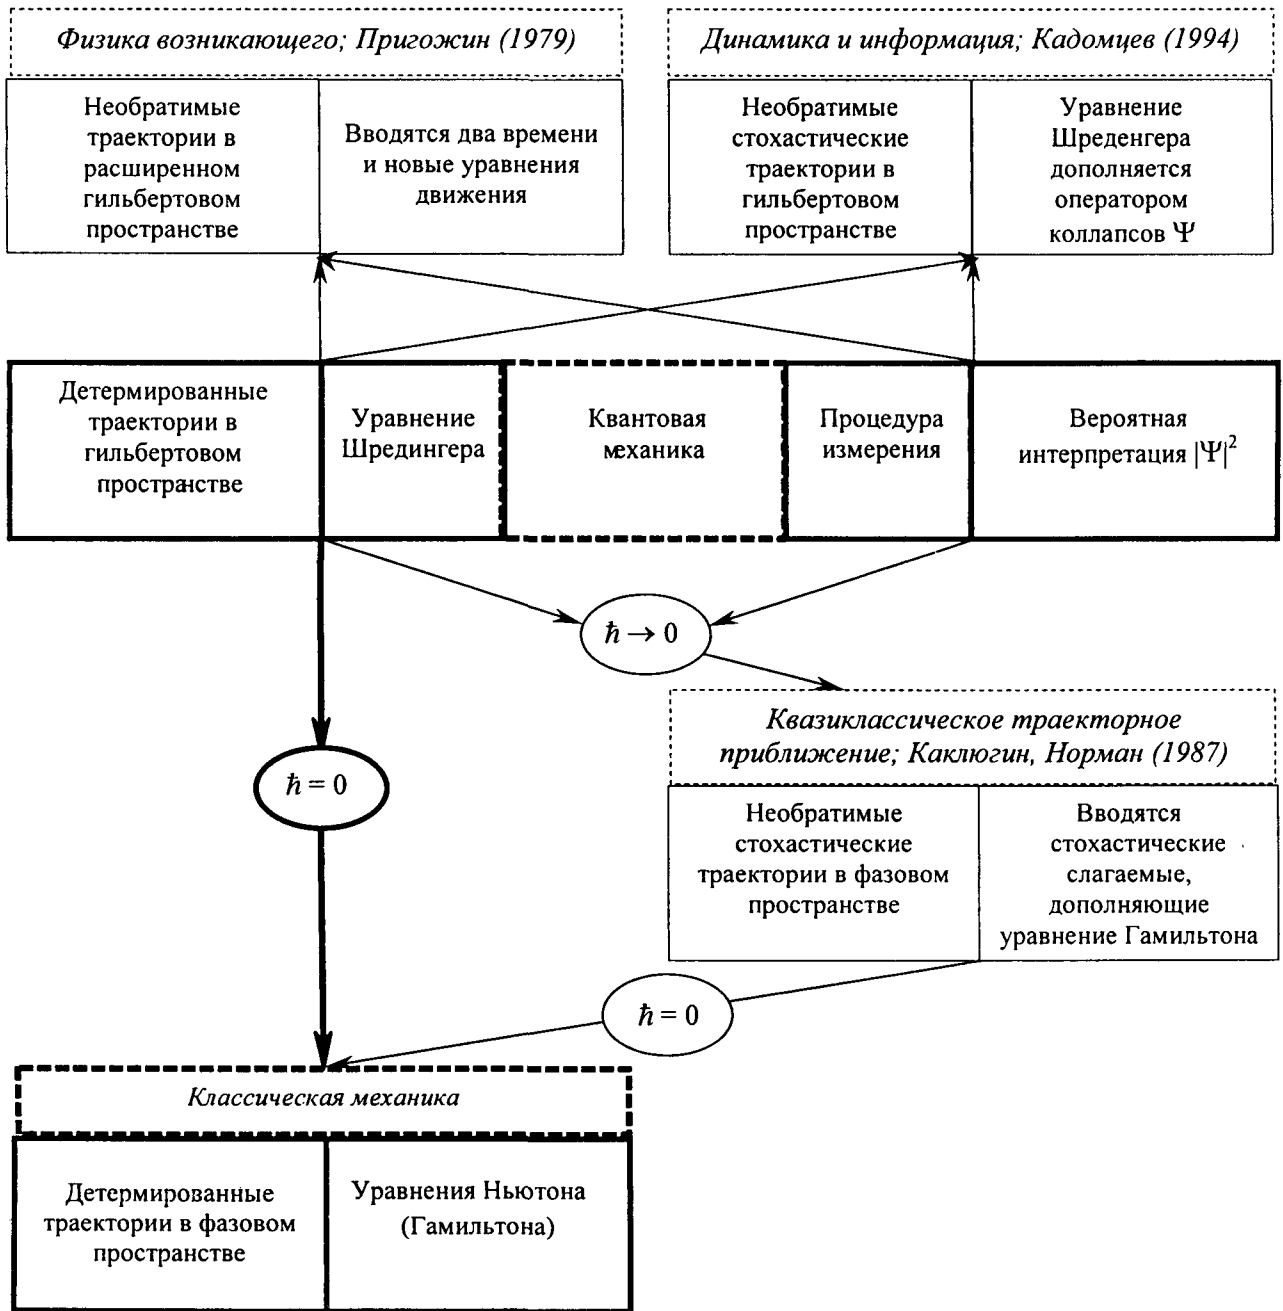 Физика возникающего; Пригожин (1979)
Необратимые
траектории в
расширенном
гильбертовом
пространстве
Вводятся два времени
и новые уравнения
движения
Динамика и информация; Кадомцев (1994)
Необратимые
стохастические
траектории в
гильбертовом
пространстве
Уравнение
Шреденгера
дополняется
оператором
коллапсов Ψ
Детермированные
траектории в
гильбертовом
пространстве
Уравнение
Шредингера
Квантовая
механика
Процедура
измерения
Вероятная
интерпретация |Ψ|²
ħ → 0
ħ = 0
Квазиклассическое траекторное
приближение; Каклюгин, Норман (1987)
Необратимые
стохастические
траектории в фазовом
пространстве
Вводятся
стохастические
слагаемые,
дополняющие
уравнение Гамильтона
ħ = 0
Классическая механика
Детермированные
траектории в фазовом
пространстве
Уравнения Ньютона
(Гамильтона)